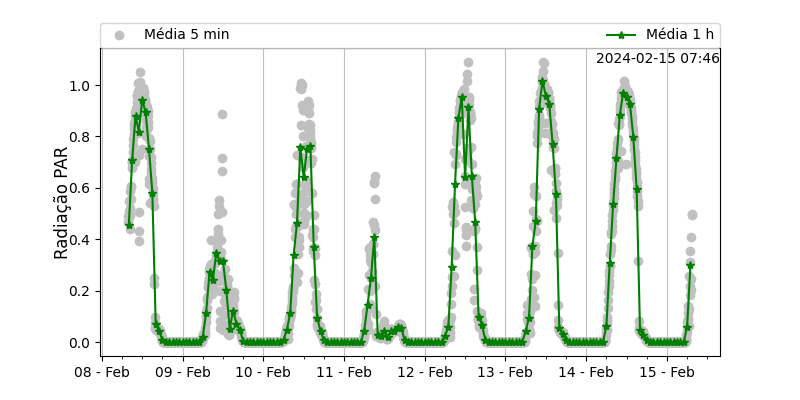 Média 5 min
Média 1 h
2024-02-15 07:46
Radiação PAR
1.0
0.8
0.6
0.4
0.2
0.0
08 - Feb 09 - Feb 10 - Feb 11 - Feb 12 - Feb 13 - Feb 14 - Feb 15 - Feb